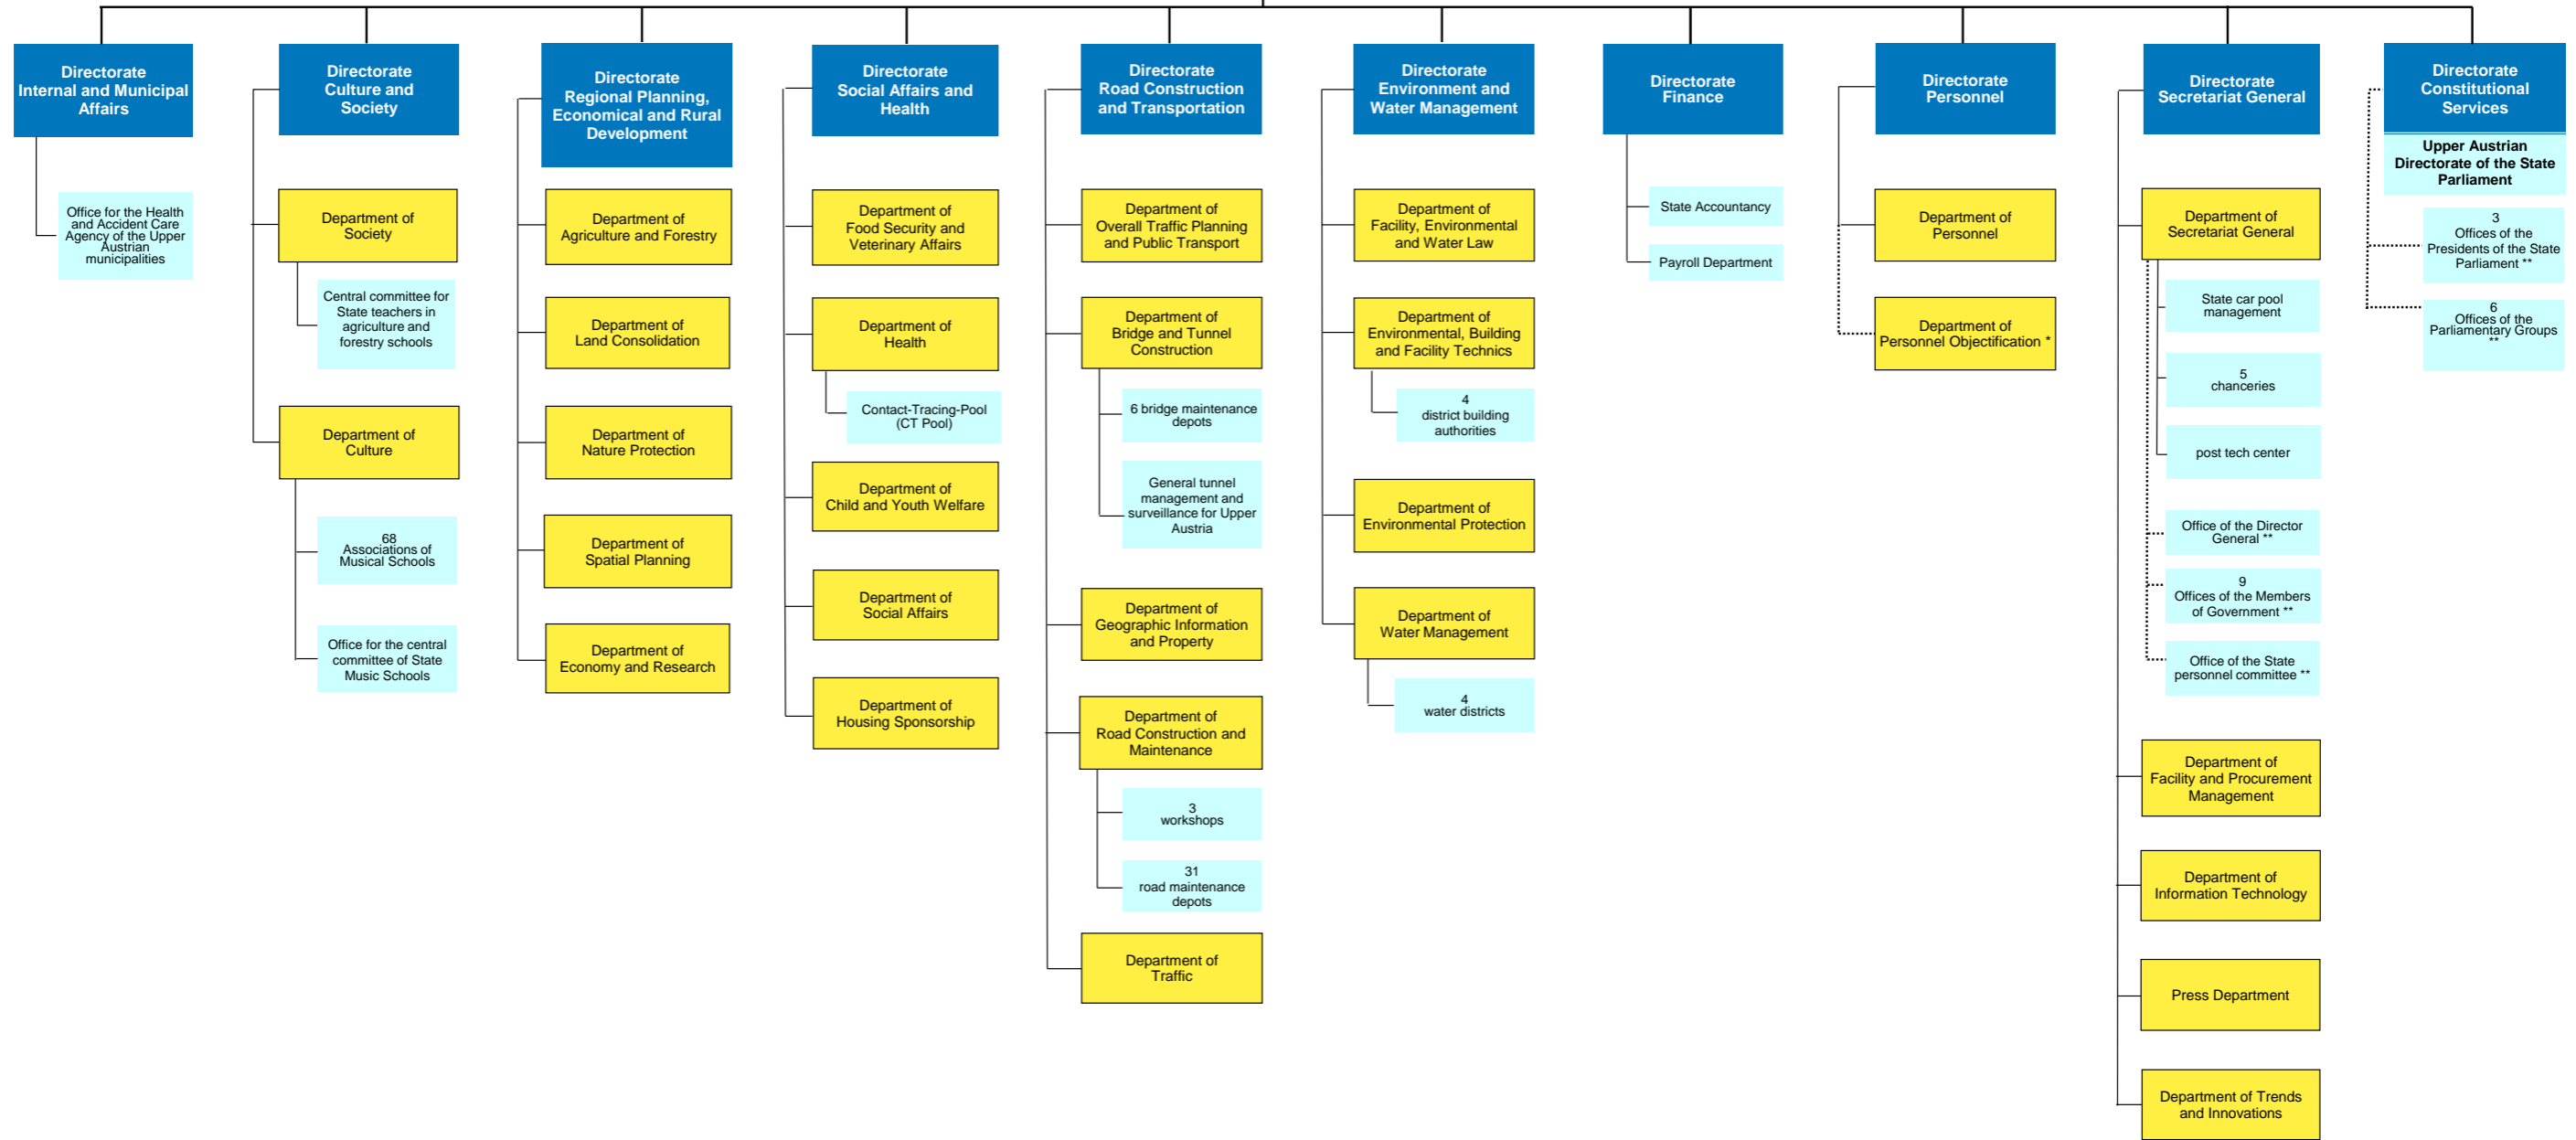 Directorate
Internal and Municipal
Affairs
Office for the Health
and Accident Care
Agency of the Upper
Austrian
municipalities
Directorate
Culture and
Society
Department of
Society
Central committee for
State teachers in
agriculture and
forestry schools
Department of
Culture
68
Associations of
Musical Schools
Office for the central
committee of State
Music Schools
Directorate
Regional Planning,
Economical and Rural
Development
Department of
Agriculture and Forestry
Department of
Land Consolidation
Department of
Nature Protection
Department of
Spatial Planning
Department of
Economy and Research
Directorate
Social Affairs and
Health
Department of
Food Security and
Veterinary Affairs
Department of
Health
Contact-Tracing-Pool
(CT Pool)
Department of
Child and Youth Welfare
Department of
Social Affairs
Department of
Housing Sponsorship
Directorate
Road Construction
and Transportation
Department of
Overall Traffic Planning
and Public Transport
Department of
Bridge and Tunnel
Construction
6 bridge maintenance
depots
General tunnel
management and
surveillance for Upper
Austria
Department of
Geographic Information
and Property
Department of
Road Construction and
Maintenance
3
workshops
31
road maintenance
depots
Department of
Traffic
Directorate
Environment and
Water Management
Department of
Facility, Environmental
and Water Law
Department of
Environmental, Building
and Facility Technics
4
district building
authorities
Department of
Environmental Protection
Department of
Water Management
4
water districts
Directorate
Finance
State Accountancy
Payroll Department
Directorate
Personnel
Department of
Personnel
Department of
Personnel Objectification *
Directorate
Secretariat General
Department of
Secretariat General
State car pool
management
5
chanceries
post tech center
Office of the Director
General **
9
Offices of the Members
of Government **
Office of the State
personnel committee **
Department of
Facility and Procurement
Management
Department of
Information Technology
Press Department
Department of Trends
and Innovations
Directorate
Constitutional
Services
Upper Austrian
Directorate of the State
Parliament
3
Offices of the
Presidents of the State
Parliament **
6
Offices of the
Parliamentary Groups
**